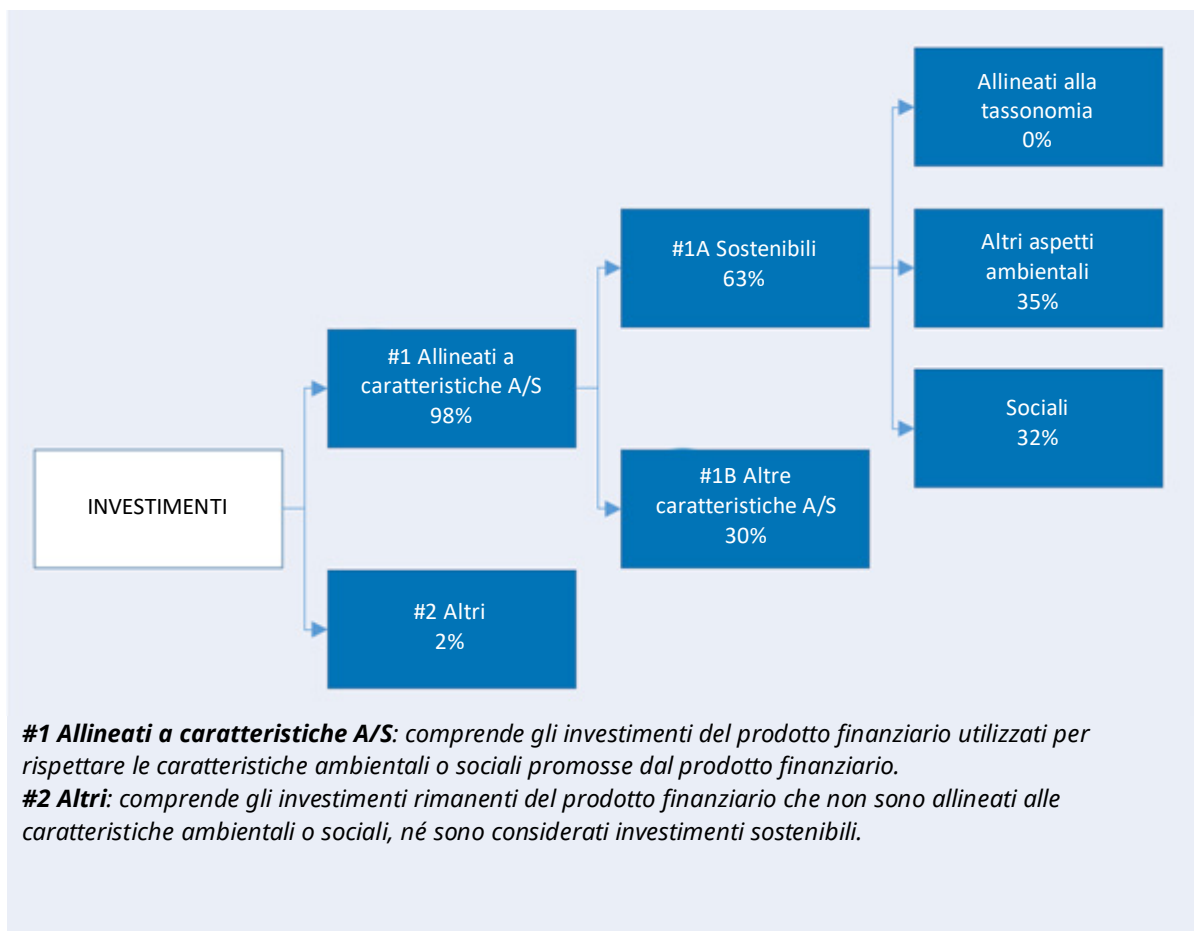 Allineati alla
tassonomia
0%
#1A Sostenibili
63%
Altri aspetti
ambientali
35%
#1 Allineati a
caratteristiche A/S
98%
Sociali
32%
#1B Altre
caratteristiche A/S
30%
INVESTIMENTI
#2 Altri
2%
#1 Allineati a caratteristiche A/S: comprende gli investimenti del prodotto finanziario utilizzati per
rispettare le caratteristiche ambientali o sociali promosse dal prodotto finanziario.
#2 Altri: comprende gli investimenti rimanenti del prodotto finanziario che non sono allineati alle
caratteristiche ambientali o sociali, né sono considerati investimenti sostenibili.